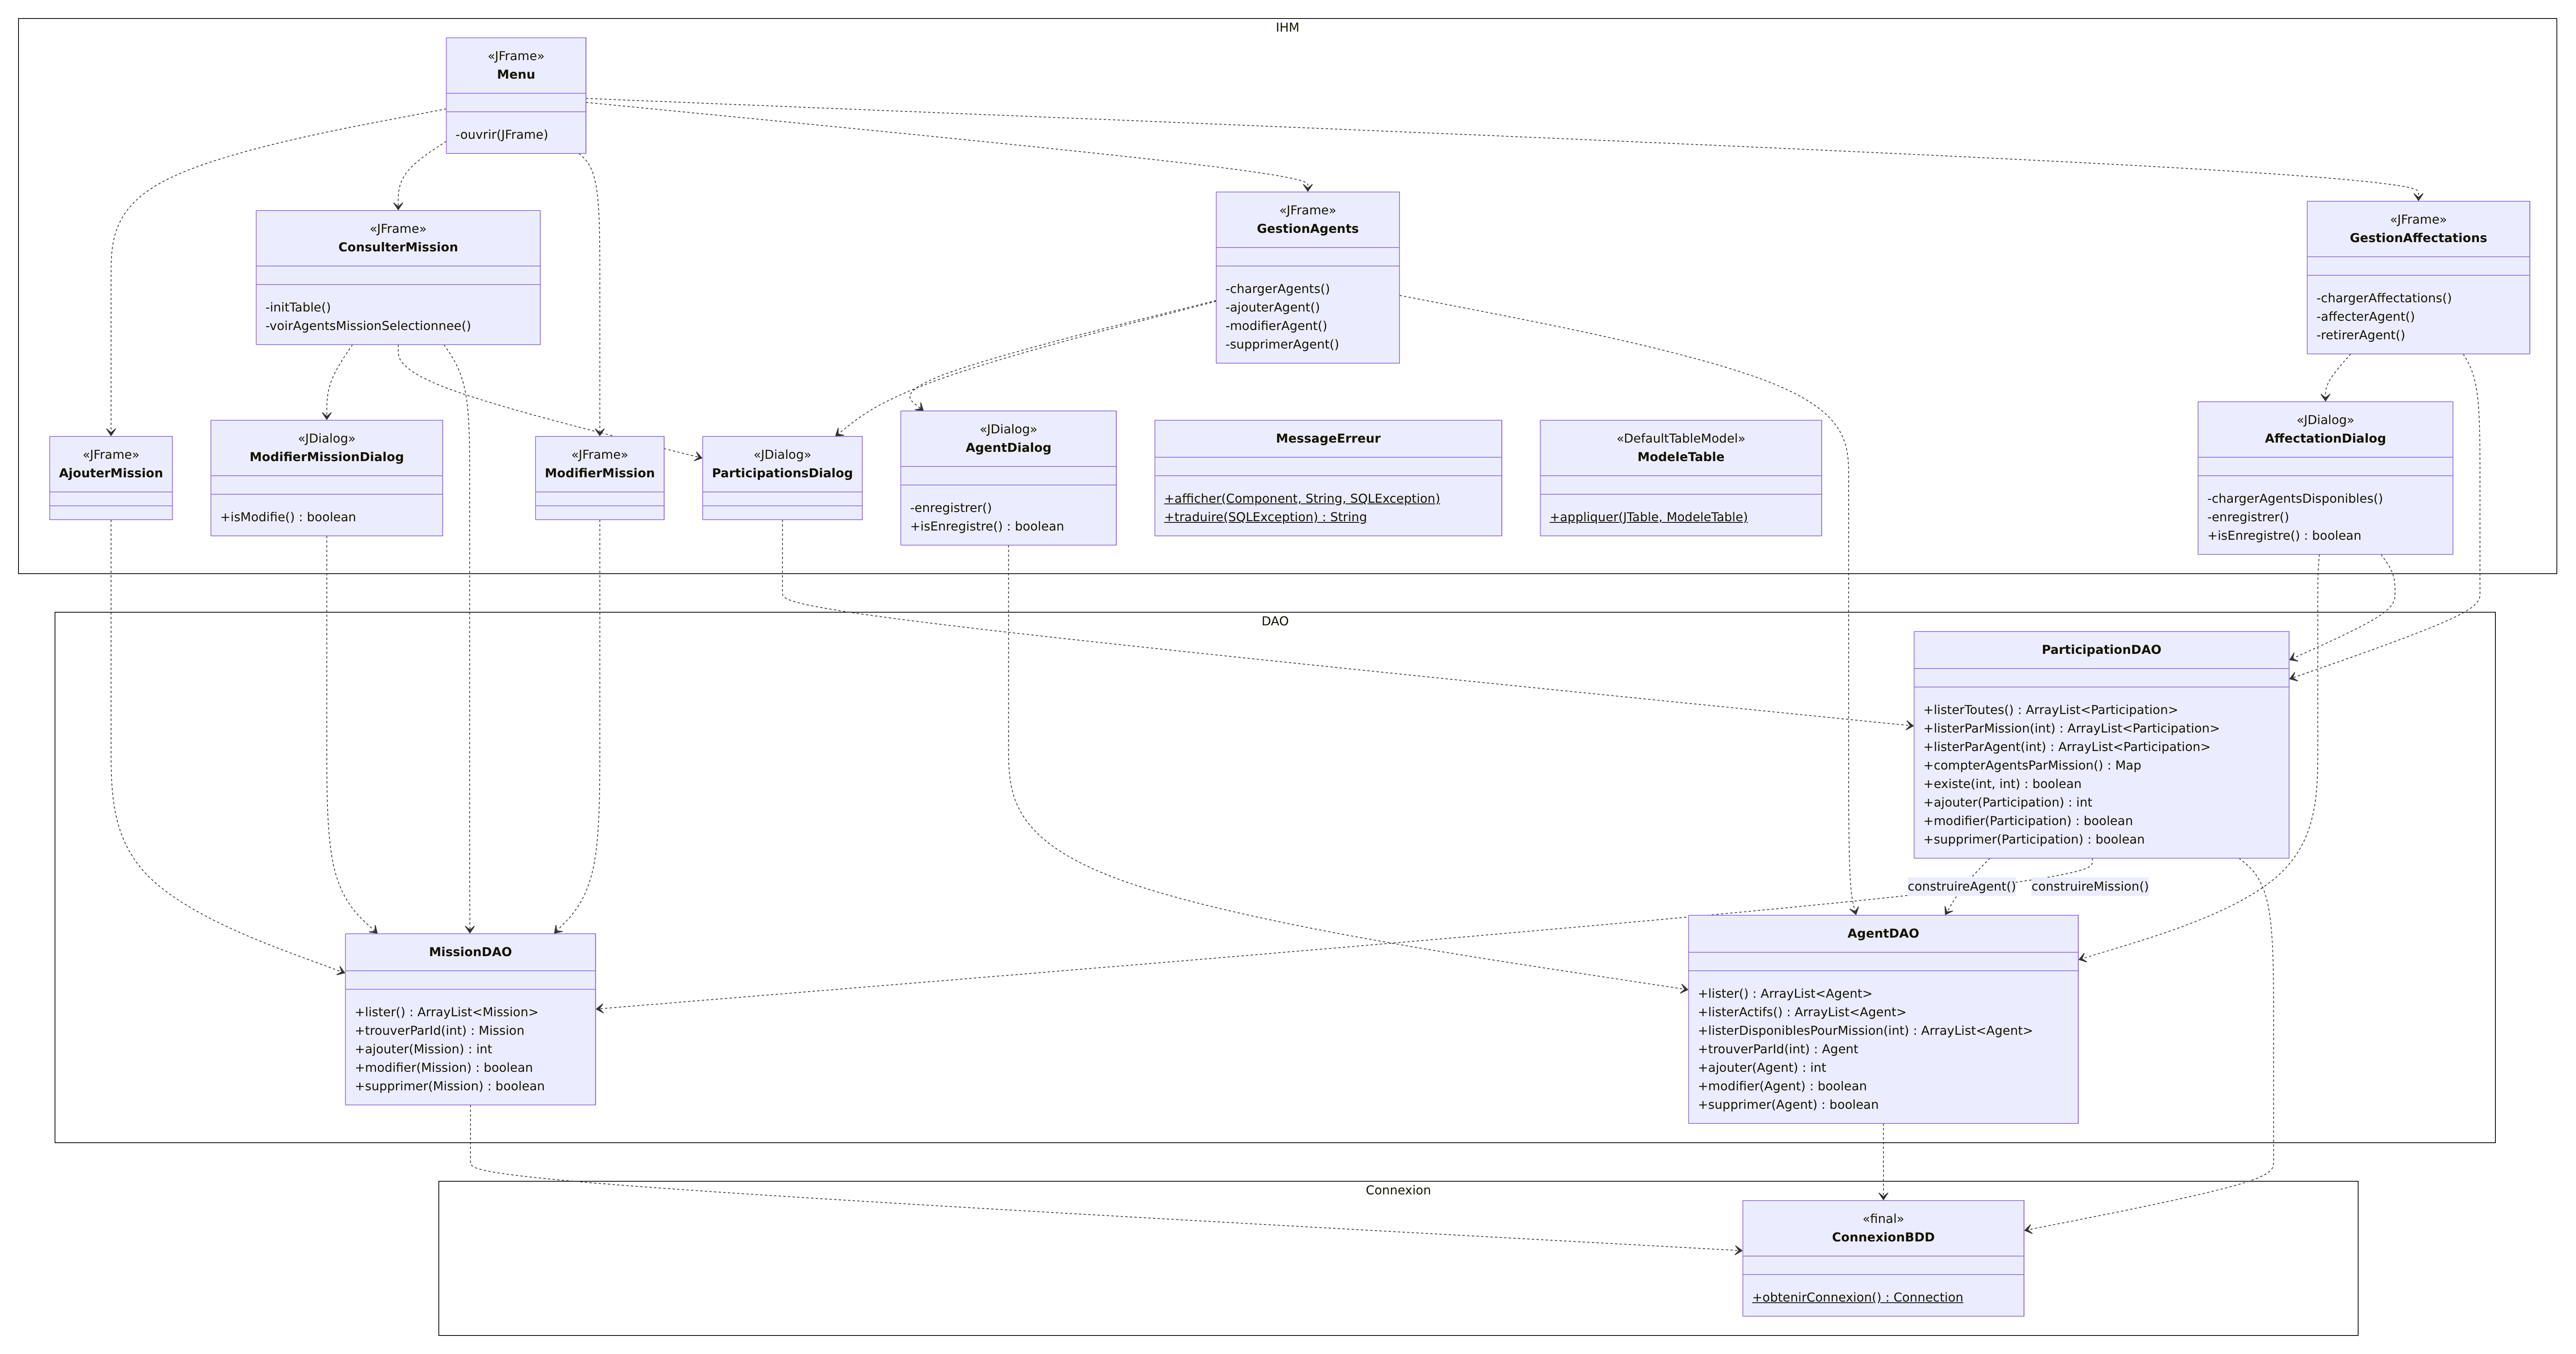 IHM
«JFrame»
Menu
-ouvrir(JFrame)
«JFrame»
ConsulterMission
-initTable()
-voirAgentsMissionSelectionnee()
«JFrame»
GestionAgents
-chargerAgents()
-ajouterAgent()
-modifierAgent()
-supprimerAgent()
«JFrame»
GestionAffectations
-chargerAffectations()
-affecterAgent()
-retirerAgent()
«JFrame»
AjouterMission
«JDialog»
ModifierMissionDialog
+isModifie() : boolean
«JFrame»
ModifierMission
«JDialog»
ParticipationsDialog
«JDialog»
AgentDialog
-enregistrer()
+isEnregistre() : boolean
MessageErreur
+afficher(Component, String, SQLException)
+traduire(SQLException) : String
«DefaultTableModel»
ModeleTable
+appliquer(JTable, ModeleTable)
«JDialog»
AffectationDialog
-chargerAgentsDisponibles()
-enregistrer()
+isEnregistre() : boolean
DAO
ParticipationDAO
+listerToutes() : ArrayList<Participation>
+listerParMission(int) : ArrayList<Participation>
+listerParAgent(int) : ArrayList<Participation>
+compterAgentsParMission() : Map
+existe(int, int) : boolean
+ajouter(Participation) : int
+modifier(Participation) : boolean
+supprimer(Participation) : boolean
construireAgent()
construireMission()
MissionDAO
+lister() : ArrayList<Mission>
+trouverParId(int) : Mission
+ajouter(Mission) : int
+modifier(Mission) : boolean
+supprimer(Mission) : boolean
AgentDAO
+lister() : ArrayList<Agent>
+listerActifs() : ArrayList<Agent>
+listerDisponiblesPourMission(int) : ArrayList<Agent>
+trouverParId(int) : Agent
+ajouter(Agent) : int
+modifier(Agent) : boolean
+supprimer(Agent) : boolean
Connexion
«final»
ConnexionBDD
+obtenirConnexion() : Connection